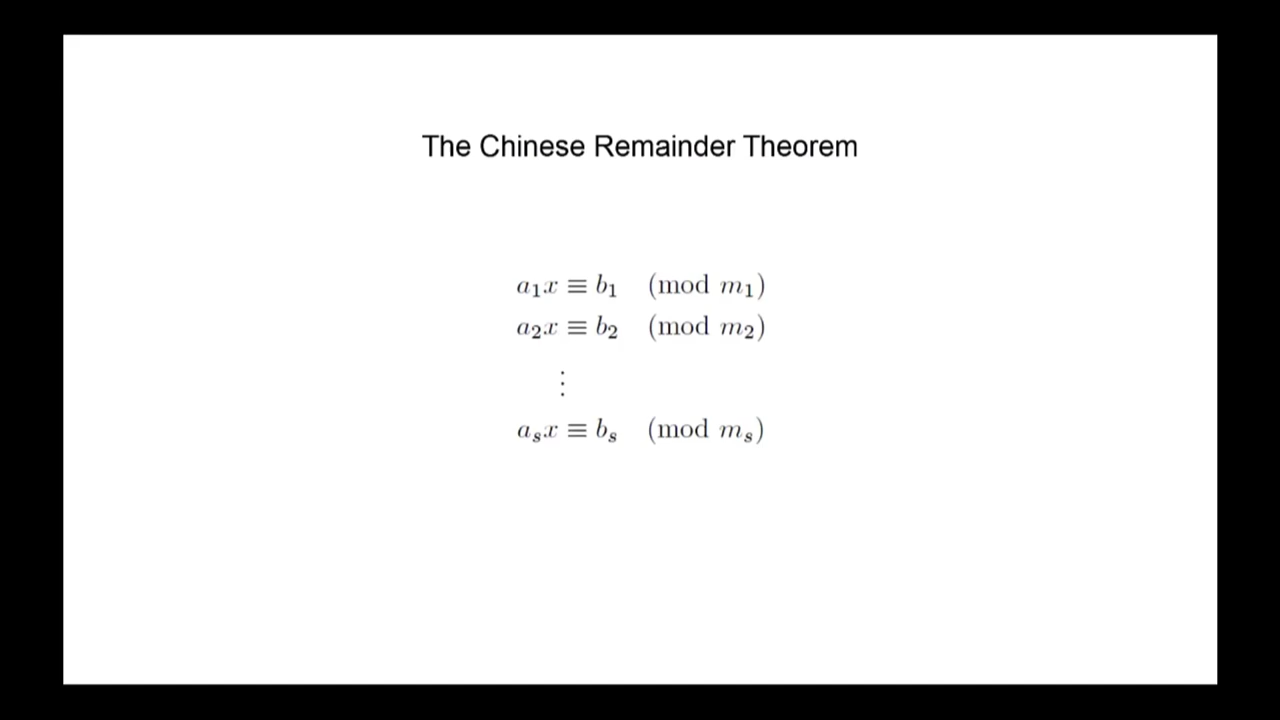 The Chinese Remainder Theorem
a₁x ≡ b₁ (mod m₁)
a₂x ≡ b₂ (mod m₂)
⋮
aₛx ≡ bₛ (mod mₛ)